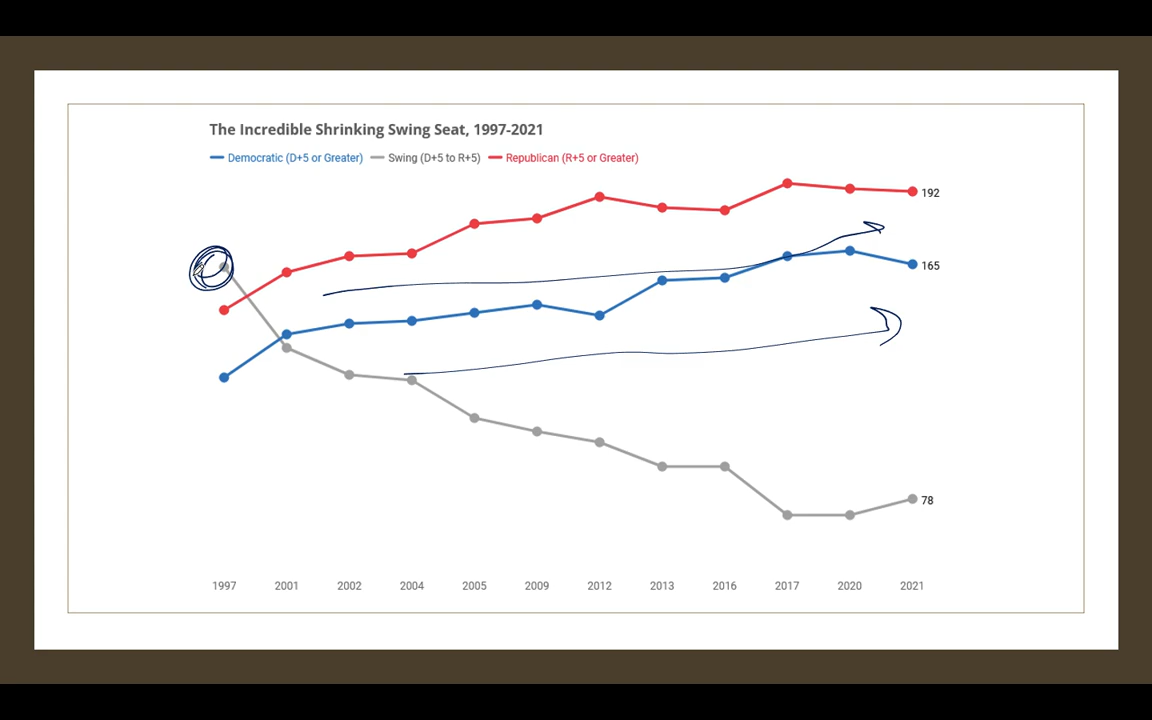 The Incredible Shrinking Swing Seat, 1997-2021
Democratic (D+5 or Greater) Swing (D+5 to R+5) Republican (R+5 or Greater)
192
165
78
1997 2001 2002 2004 2005 2009 2012 2013 2016 2017 2020 2021